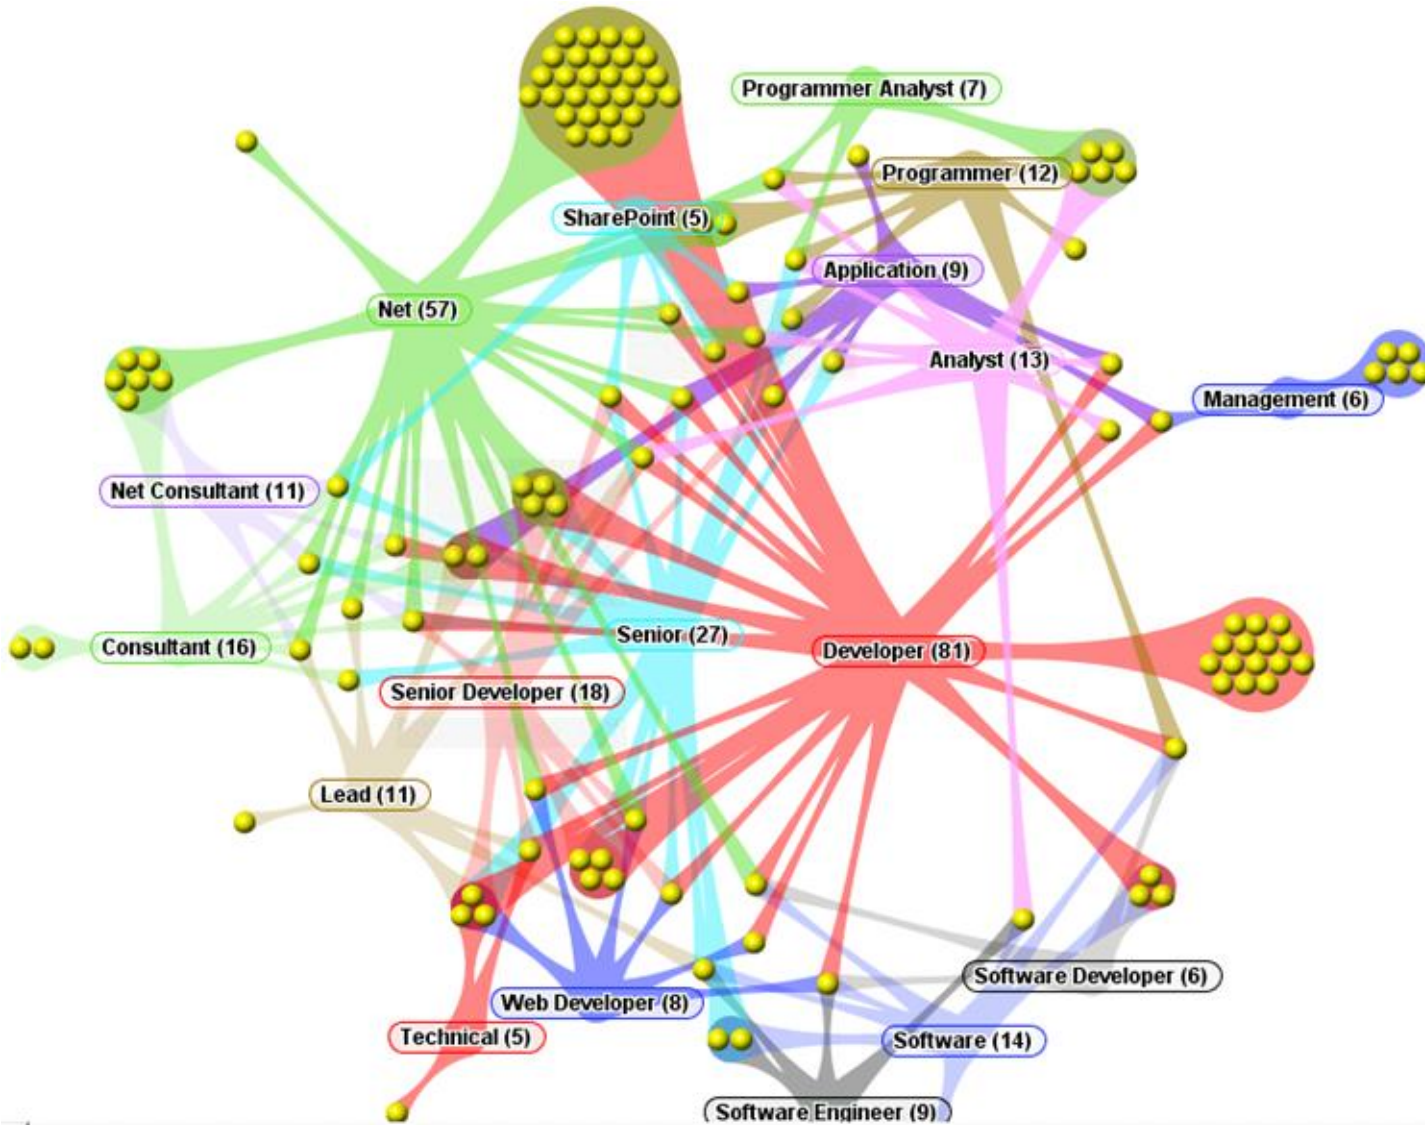 Programmer Analyst (7)
Programmer (12)
SharePoint (5)
Application (9)
Net (57)
Analyst (13)
Management (6)
Net Consultant (11)
Senior (27)
Consultant (16)
Developer (81)
Senior Developer (18)
Lead (11)
Software Developer (6)
Web Developer (8)
Technical (5)
Software (14)
Software Engineer (9)